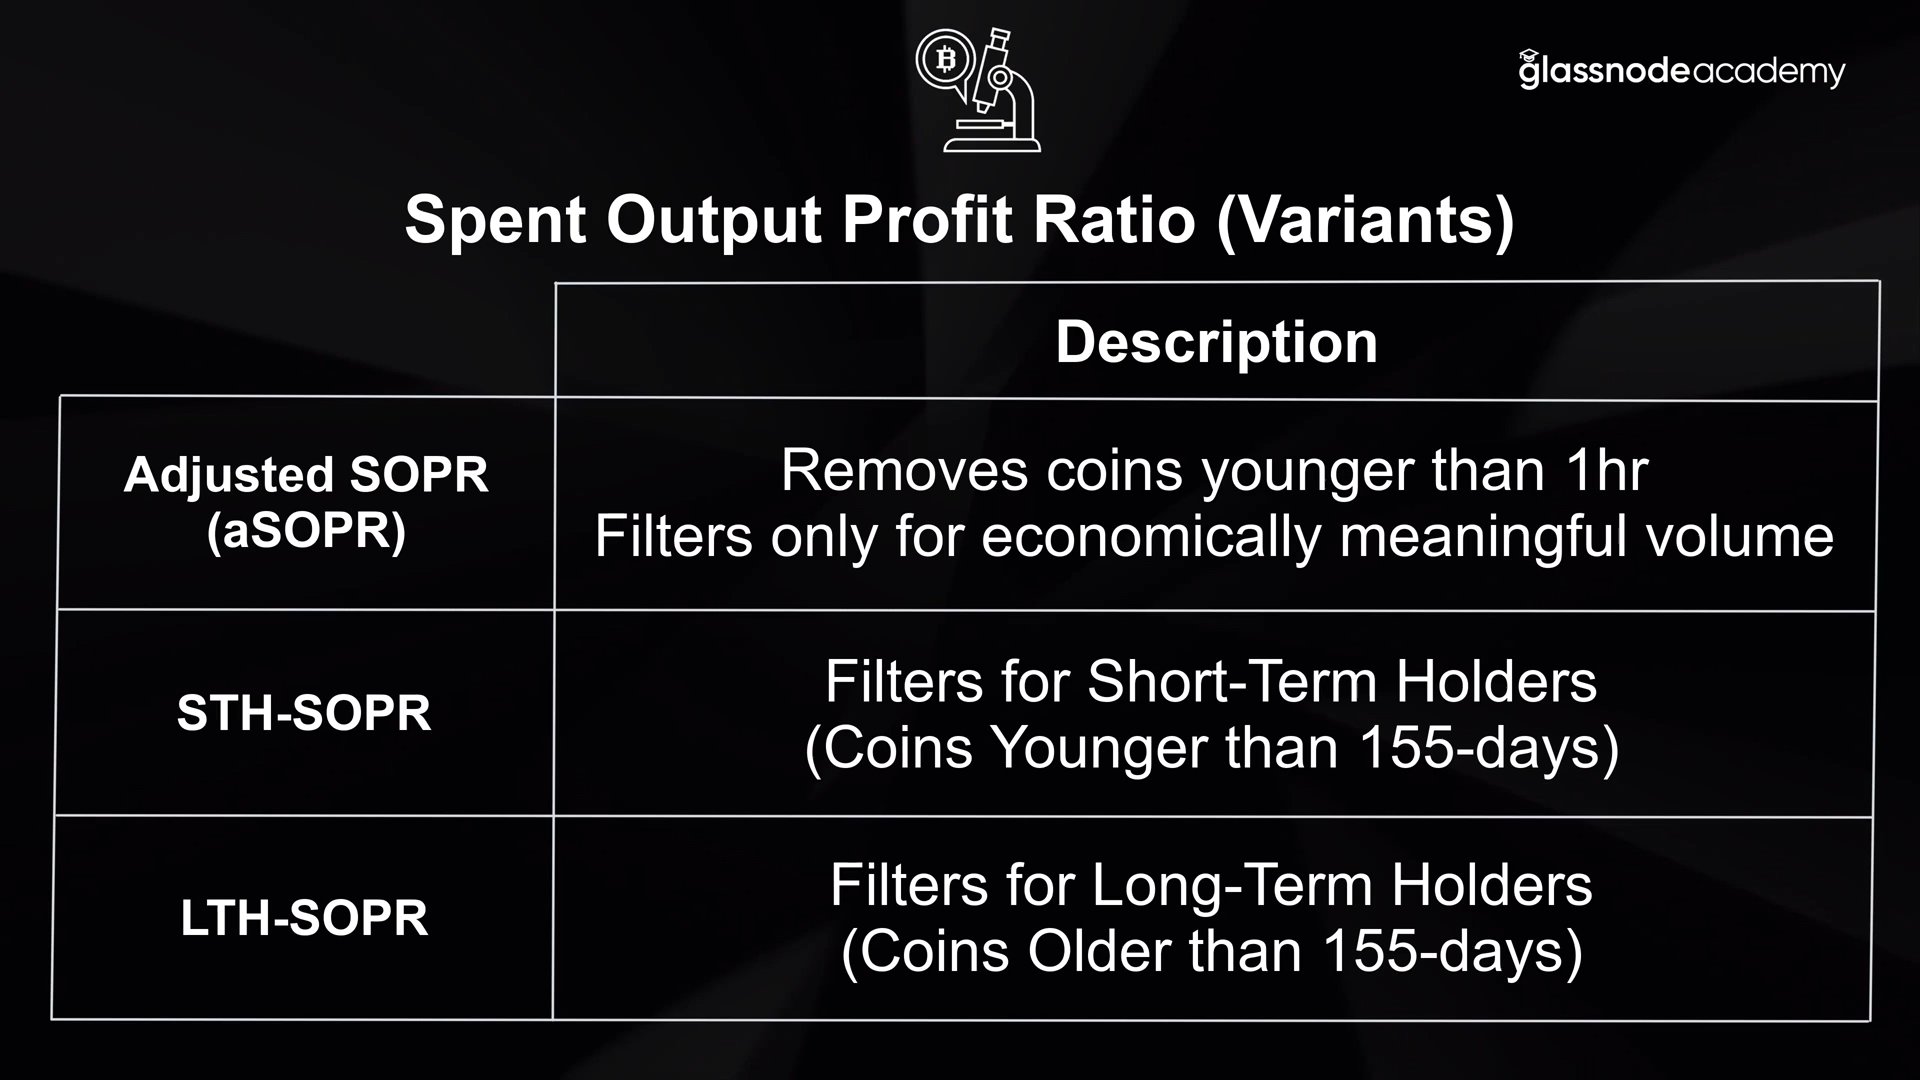 glassnodeacademy
Spent Output Profit Ratio (Variants)
Description
Adjusted SOPR
(aSOPR)
Removes coins younger than 1hr
Filters only for economically meaningful volume
STH-SOPR
Filters for Short-Term Holders
(Coins Younger than 155-days)
LTH-SOPR
Filters for Long-Term Holders
(Coins Older than 155-days)